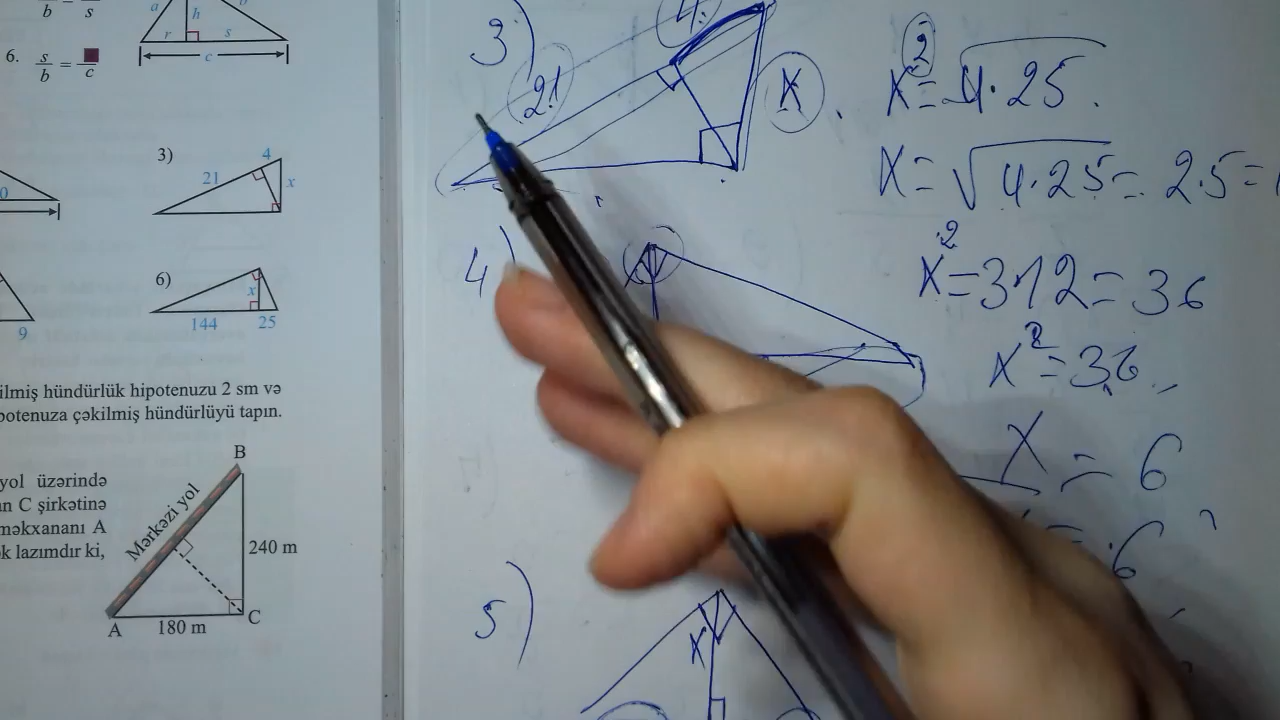 b s
a h b
r s
c
6. s/b = ■/c
3)
21 4 x
9
6)
x
144 25
ilmiş hündürlük hipotenuzu 2 sm və
potenuza çəkilmiş hündürlüyü tapın.
yol üzərində
n C şirkətinə
məkxananı A
k lazımdır ki,
B
Mərkəzi yol
240 m
A 180 m C
3)
21 4 x
x² = √4·25
x = √4·25 = 2·5 =
4)
x² = 3·12 = 36
x² = 36
x = 6
= 6
5)
x